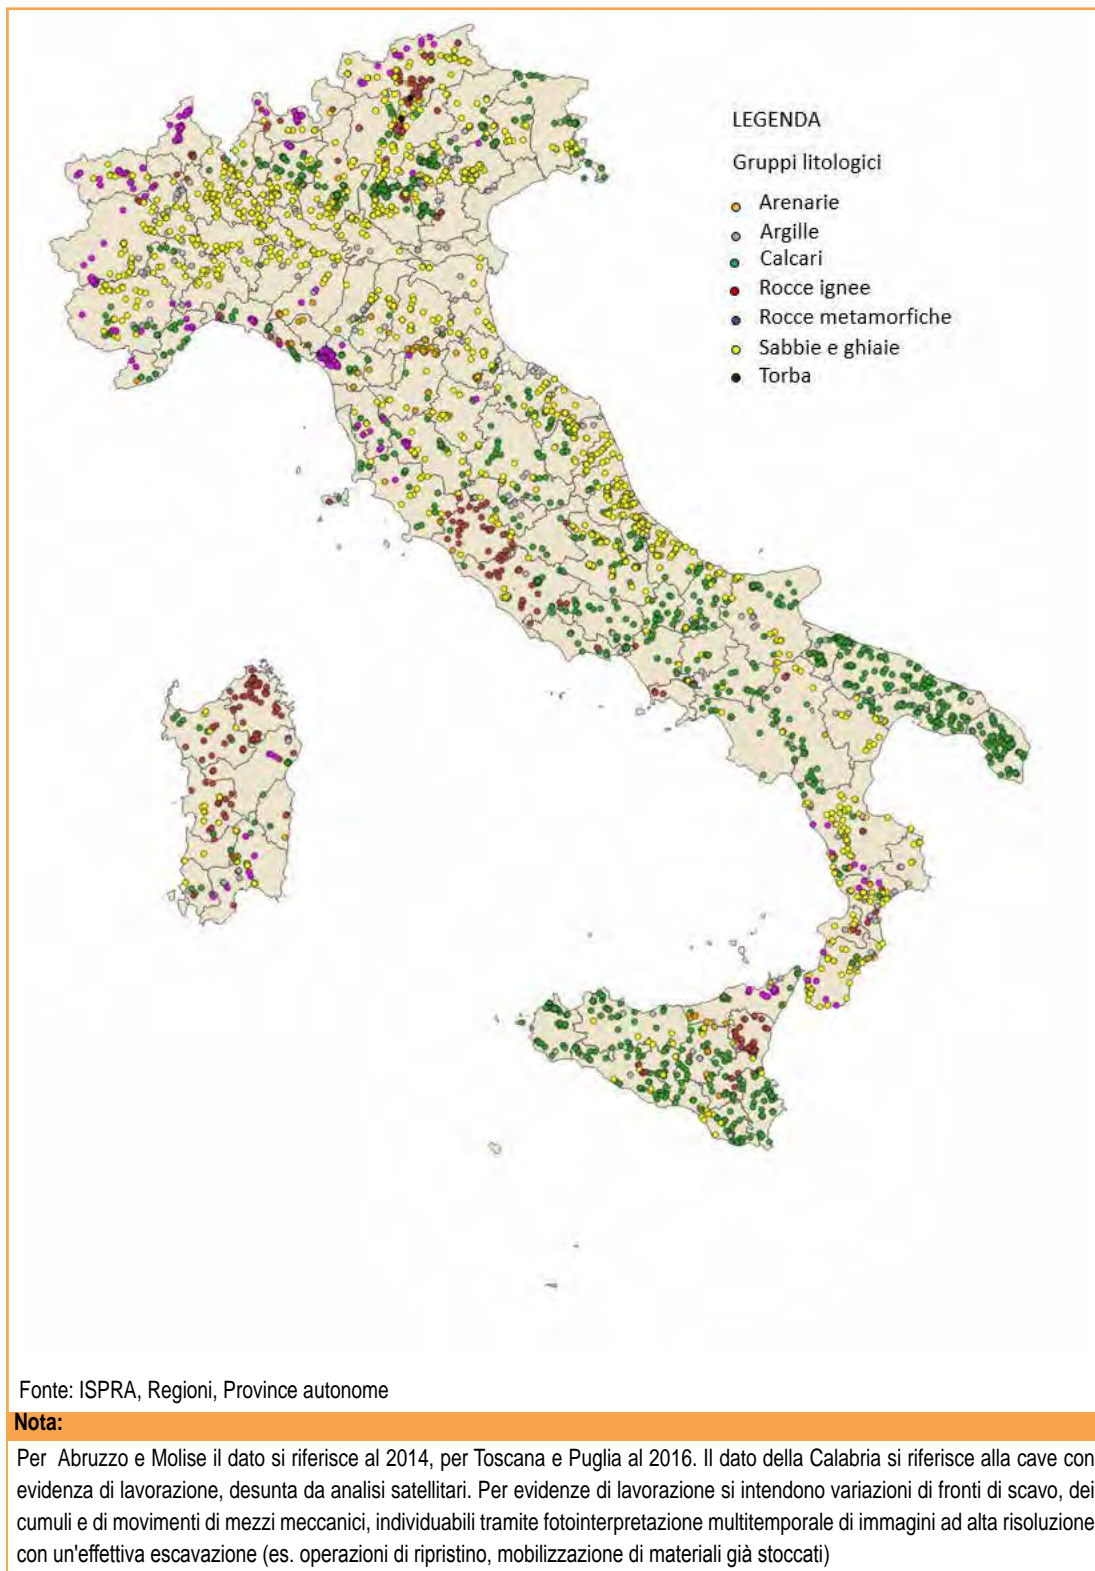 LEGENDA
Gruppi litologici
Arenarie
Argille
Calcari
Rocce ignee
Rocce metamorfiche
Sabbie e ghiaie
Torba
Fonte: ISPRA, Regioni, Province autonome
Nota:
Per Abruzzo e Molise il dato si riferisce al 2014, per Toscana e Puglia al 2016. Il dato della Calabria si riferisce alla cave con
evidenza di lavorazione, desunta da analisi satellitari. Per evidenze di lavorazione si intendono variazioni di fronti di scavo, dei
cumuli e di movimenti di mezzi meccanici, individuabili tramite fotointerpretazione multitemporale di immagini ad alta risoluzione
con un'effettiva escavazione (es. operazioni di ripristino, mobilizzazione di materiali già stoccati)